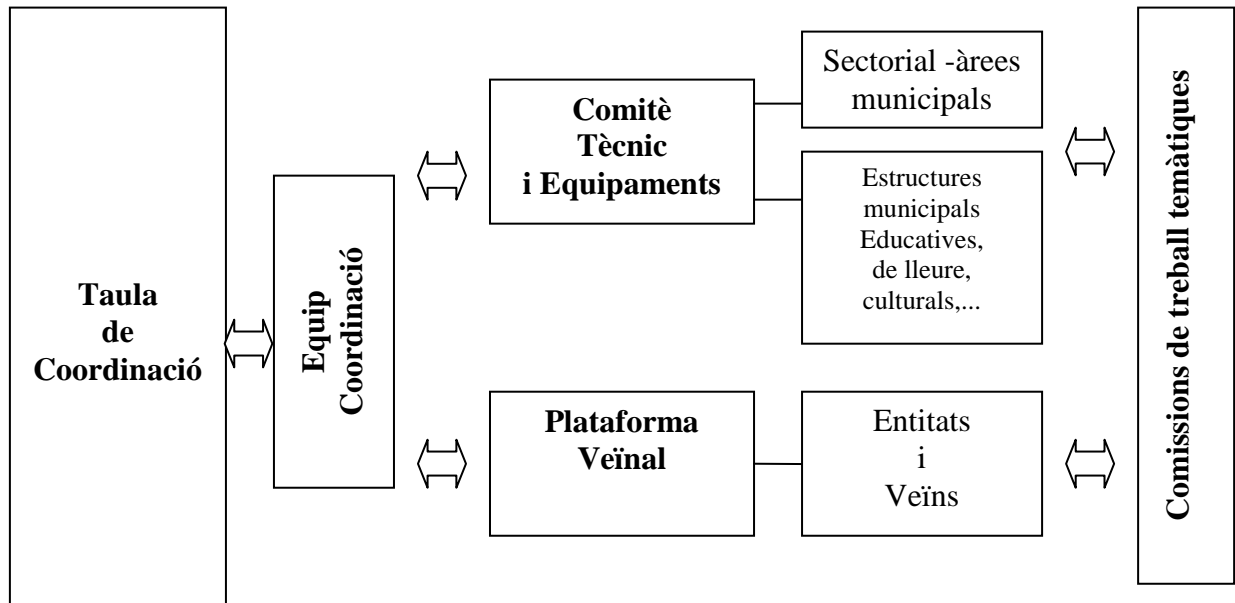 Taula
de
Coordinació
Equip
Coordinació
Comitè
Tècnic
i Equipaments
Sectorial -àrees
municipals
Estructures
municipals
Educatives,
de lleure,
culturals,...
Plataforma
Veïnal
Entitats
i
Veïns
Comissions de treball temàtiques